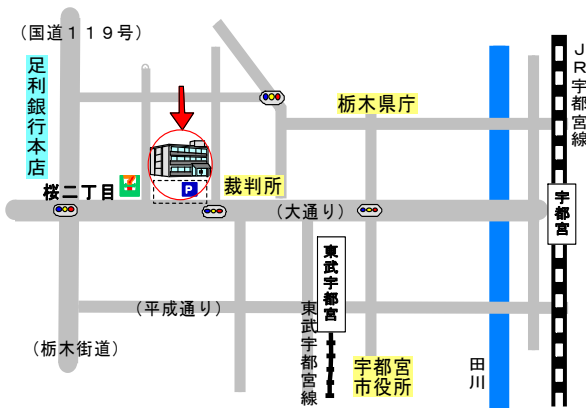 （国道１１９号）
足利銀行本店
桜二丁目
7
P
裁判所
栃木県庁
ＪＲ宇都宮線
宇都宮
（大通り）
東武宇都宮
（平成通り）
東武宇都宮線
（栃木街道）
宇都宮
市役所
田川